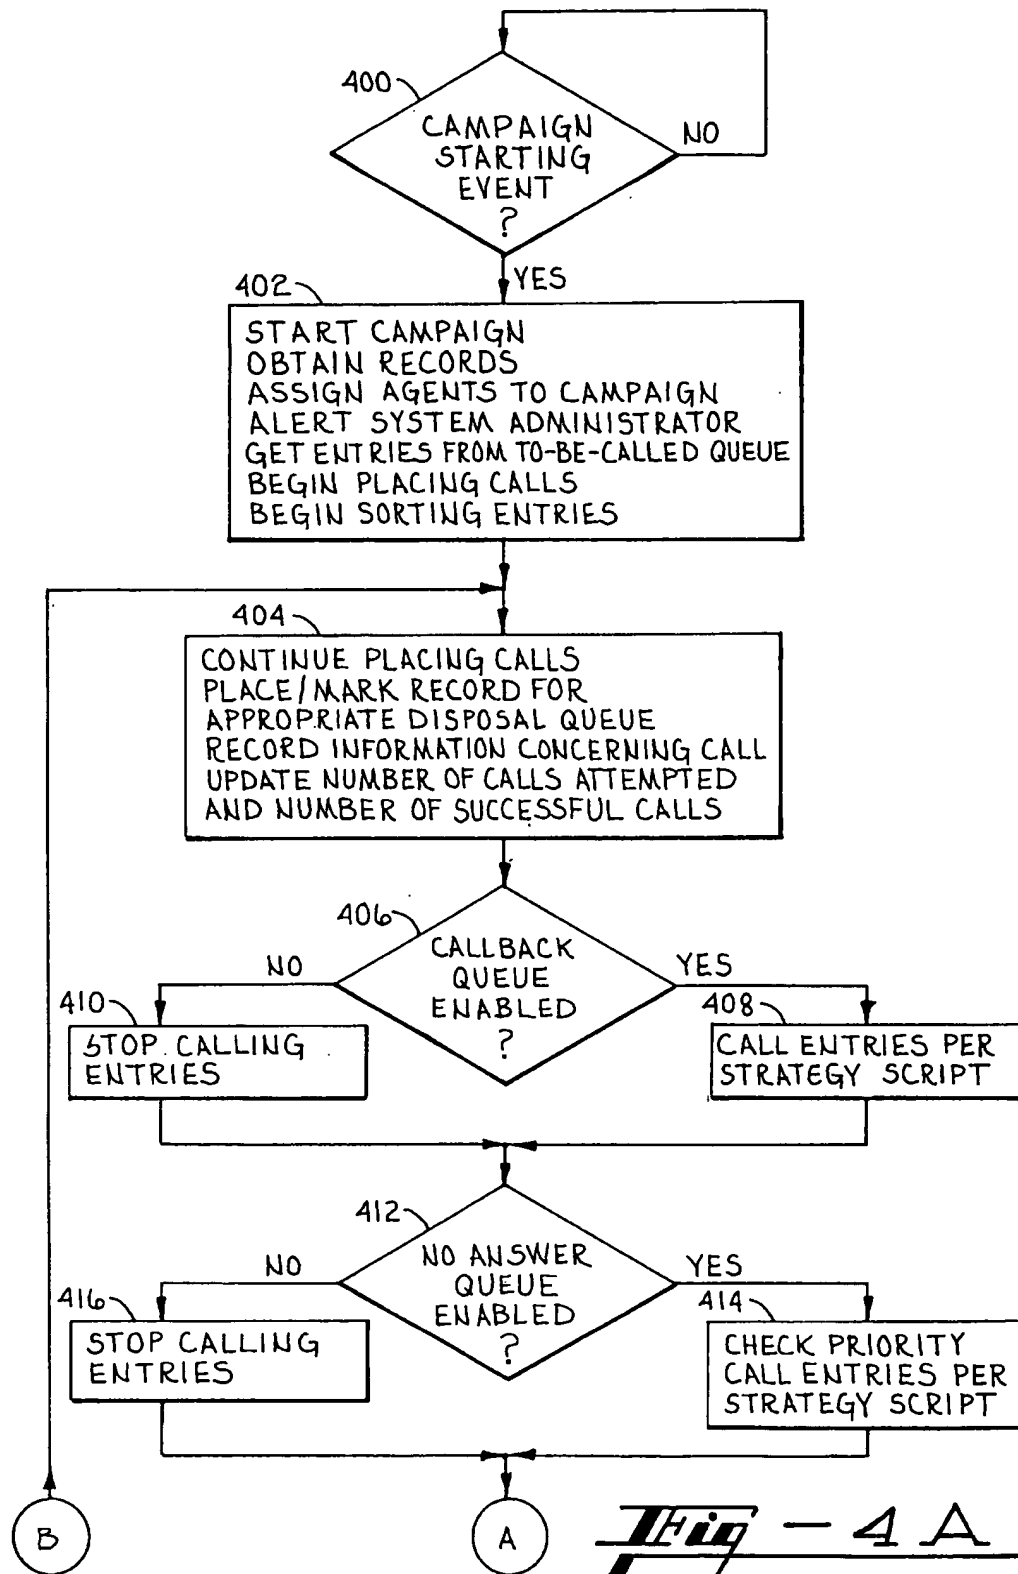 400
CAMPAIGN
STARTING
EVENT
?
NO
YES
402
START CAMPAIGN
OBTAIN RECORDS
ASSIGN AGENTS TO CAMPAIGN
ALERT SYSTEM ADMINISTRATOR
GET ENTRIES FROM TO-BE-CALLED QUEUE
BEGIN PLACING CALLS
BEGIN SORTING ENTRIES
404
CONTINUE PLACING CALLS
PLACE/MARK RECORD FOR
APPROPRIATE DISPOSAL QUEUE
RECORD INFORMATION CONCERNING CALL
UPDATE NUMBER OF CALLS ATTEMPTED
AND NUMBER OF SUCCESSFUL CALLS
406
CALLBACK
QUEUE
ENABLED
?
NO
YES
410
STOP CALLING
ENTRIES
408
CALL ENTRIES PER
STRATEGY SCRIPT
412
NO ANSWER
QUEUE
ENABLED
?
NO
YES
416
STOP CALLING
ENTRIES
414
CHECK PRIORITY
CALL ENTRIES PER
STRATEGY SCRIPT
B
A
Fig - 4 A